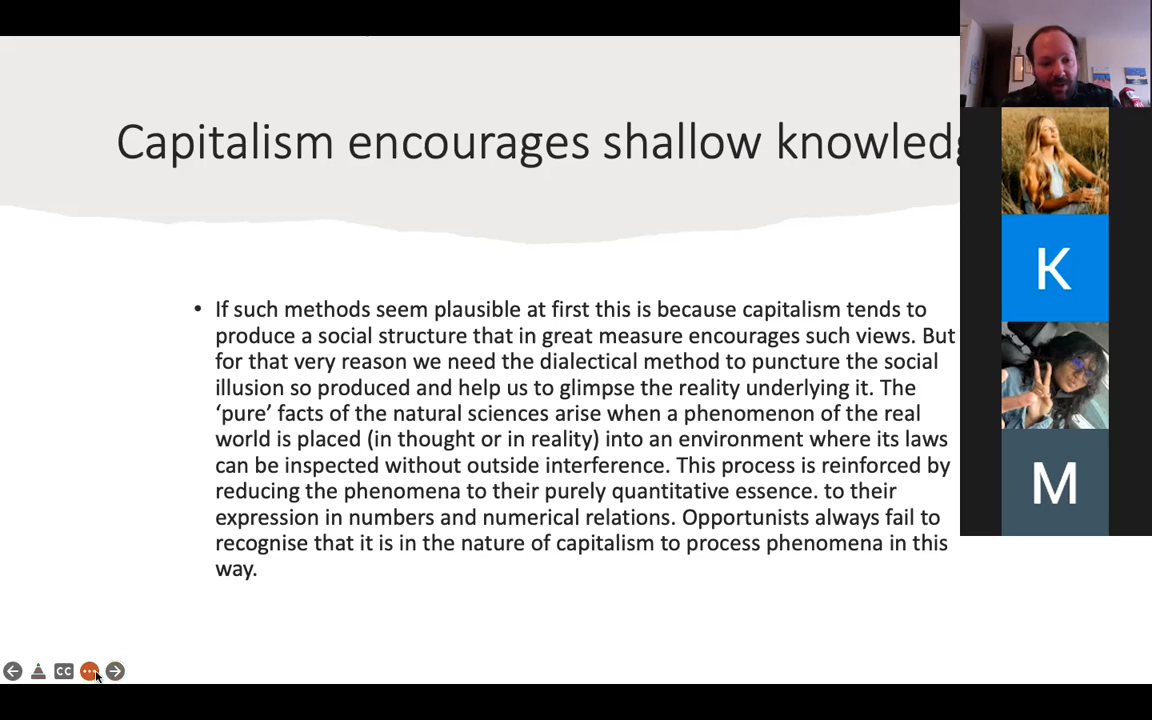 Capitalism encourages shallow knowledg
• If such methods seem plausible at first this is because capitalism tends to
produce a social structure that in great measure encourages such views. But
for that very reason we need the dialectical method to puncture the social
illusion so produced and help us to glimpse the reality underlying it. The
‘pure’ facts of the natural sciences arise when a phenomenon of the real
world is placed (in thought or in reality) into an environment where its laws
can be inspected without outside interference. This process is reinforced by
reducing the phenomena to their purely quantitative essence. to their
expression in numbers and numerical relations. Opportunists always fail to
recognise that it is in the nature of capitalism to process phenomena in this
way.
K
M
CC